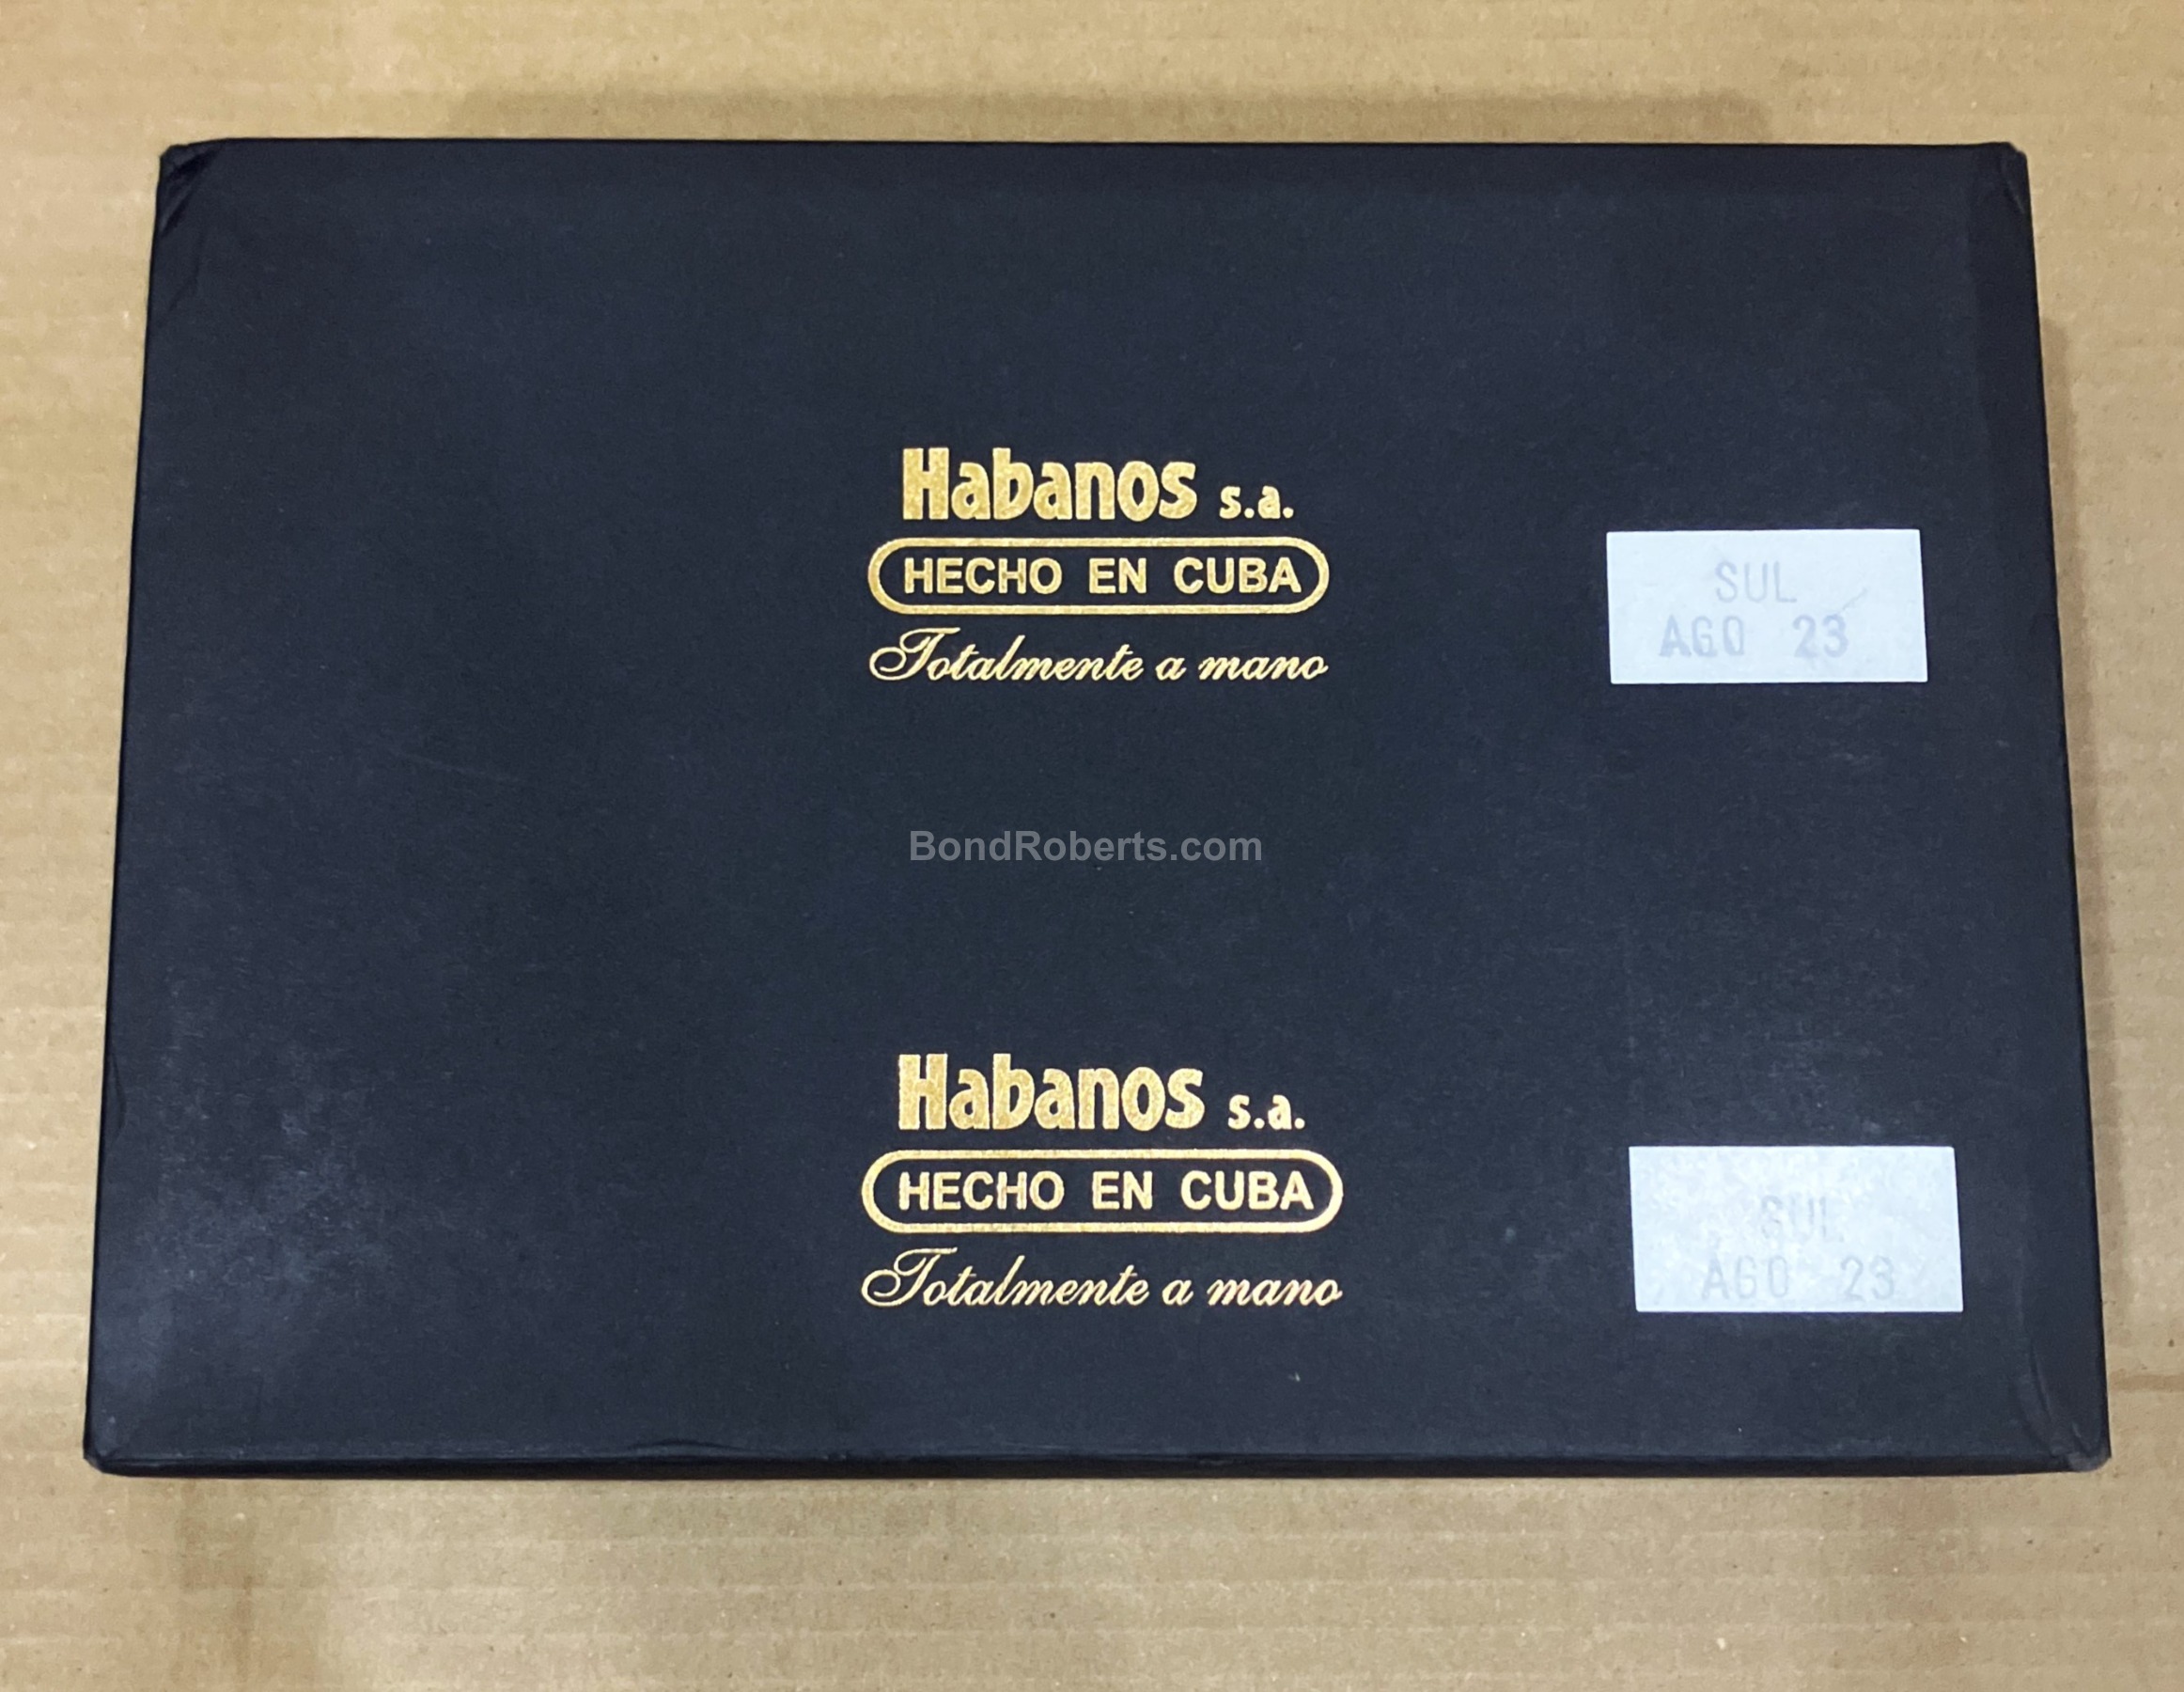 Habanos s.a.
HECHO EN CUBA
Totalmente a mano
SUL
AGO 23
BondRoberts.com
Habanos s.a.
HECHO EN CUBA
Totalmente a mano
SUL
AGO 23